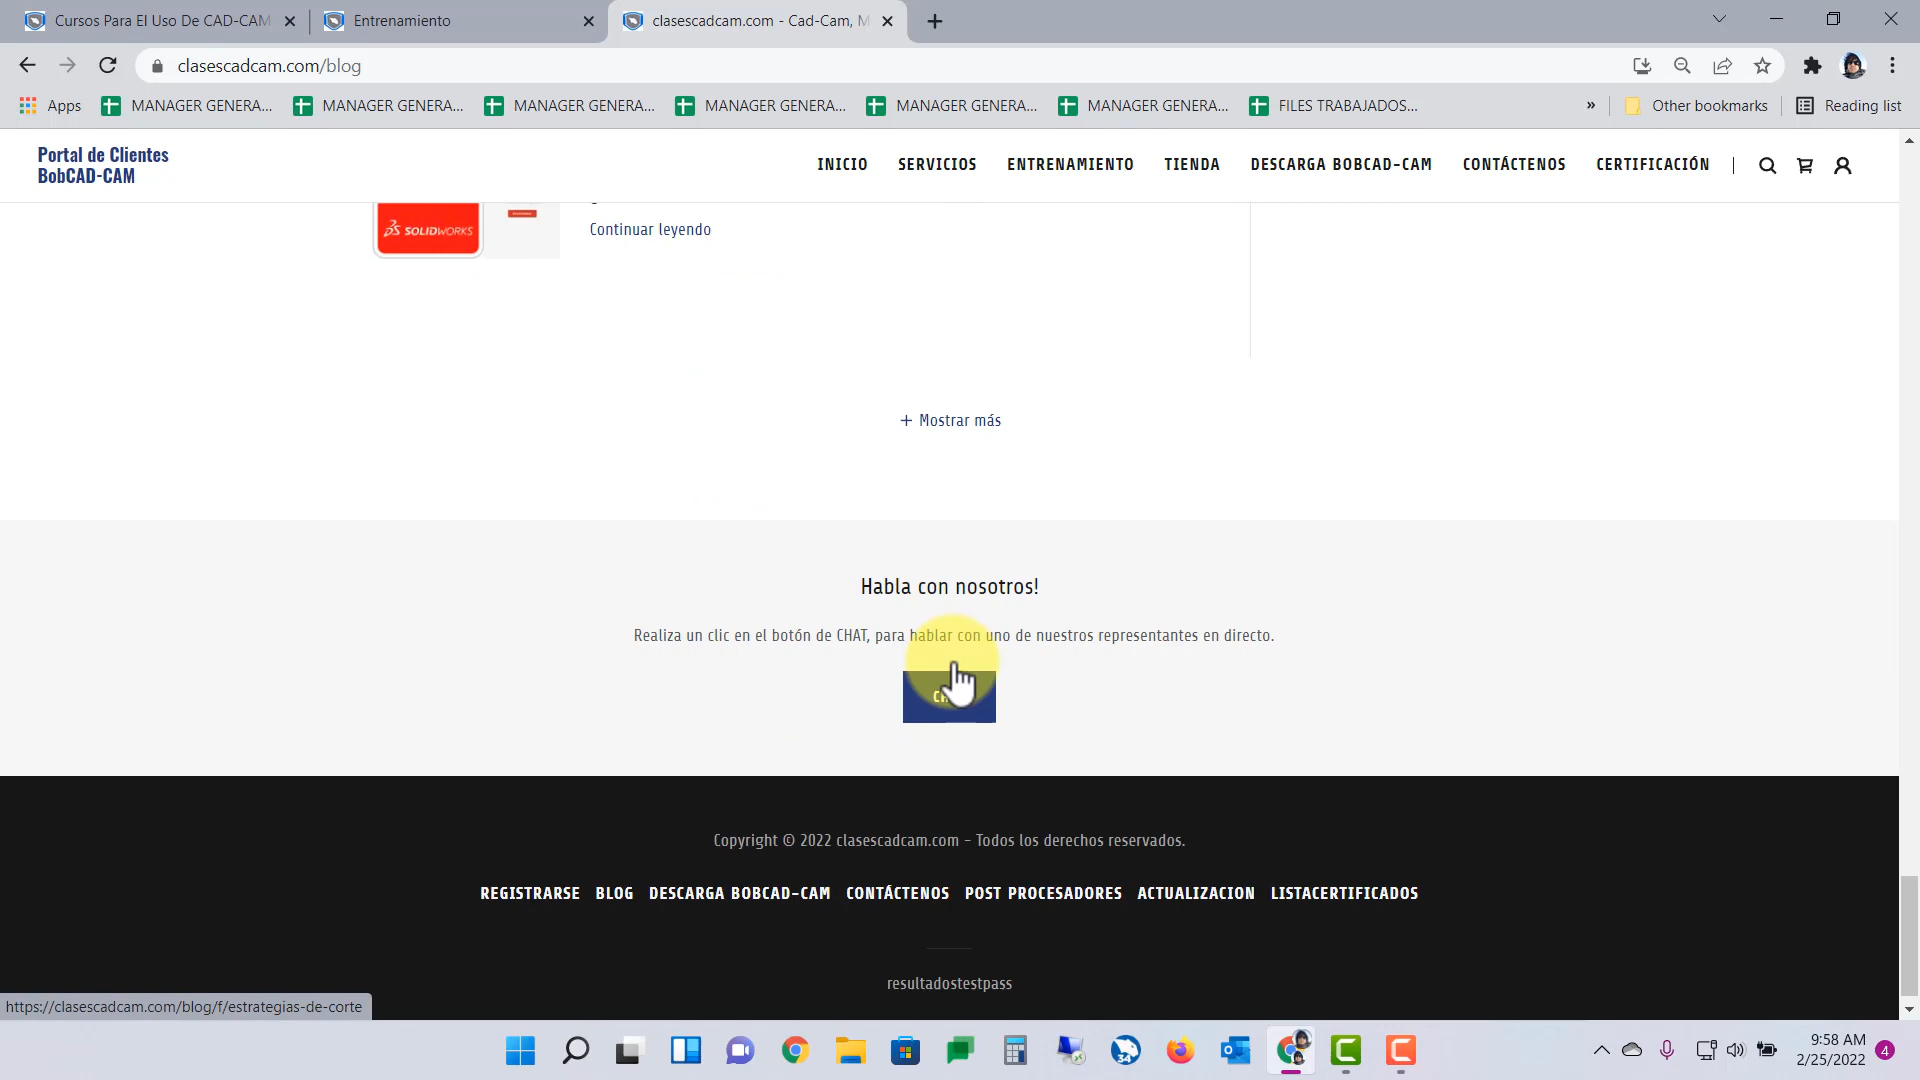 Cursos Para El Uso De CAD-CAM
Entrenamiento
clasescadcam.com - Cad-Cam, M
clasescadcam.com/blog
Apps
MANAGER GENERA...
MANAGER GENERA...
MANAGER GENERA...
MANAGER GENERA...
MANAGER GENERA...
MANAGER GENERA...
FILES TRABAJADOS...
»
Other bookmarks
Reading list
Portal de Clientes
BobCAD-CAM
INICIO
SERVICIOS
ENTRENAMIENTO
TIENDA
DESCARGA BOBCAD-CAM
CONTÁCTENOS
CERTIFICACIÓN
SOLIDWORKS
Continuar leyendo
+ Mostrar más
Habla con nosotros!
Realiza un clic en el botón de CHAT, para hablar con uno de nuestros representantes en directo.
Copyright © 2022 clasescadcam.com - Todos los derechos reservados.
REGISTRARSE BLOG DESCARGA BOBCAD-CAM CONTÁCTENOS POST PROCESADORES ACTUALIZACION LISTACERTIFICADOS
resultadostestpass
https://clasescadcam.com/blog/f/estrategias-de-corte
34
9:58 AM
2/25/2022
4